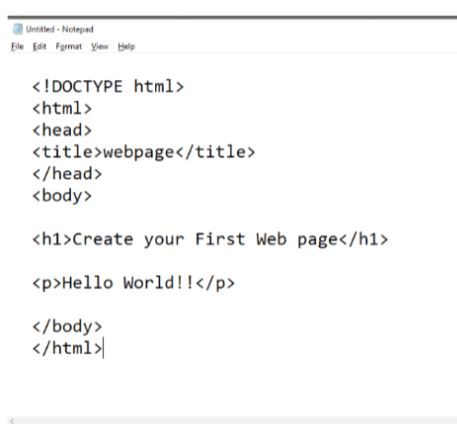 Untitled - Notepad
File Edit Format View Help
<!DOCTYPE html>
<html>
<head>
<title>webpage</title>
</head>
<body>
<h1>Create your First Web page</h1>
<p>Hello World!!</p>
</body>
</html>